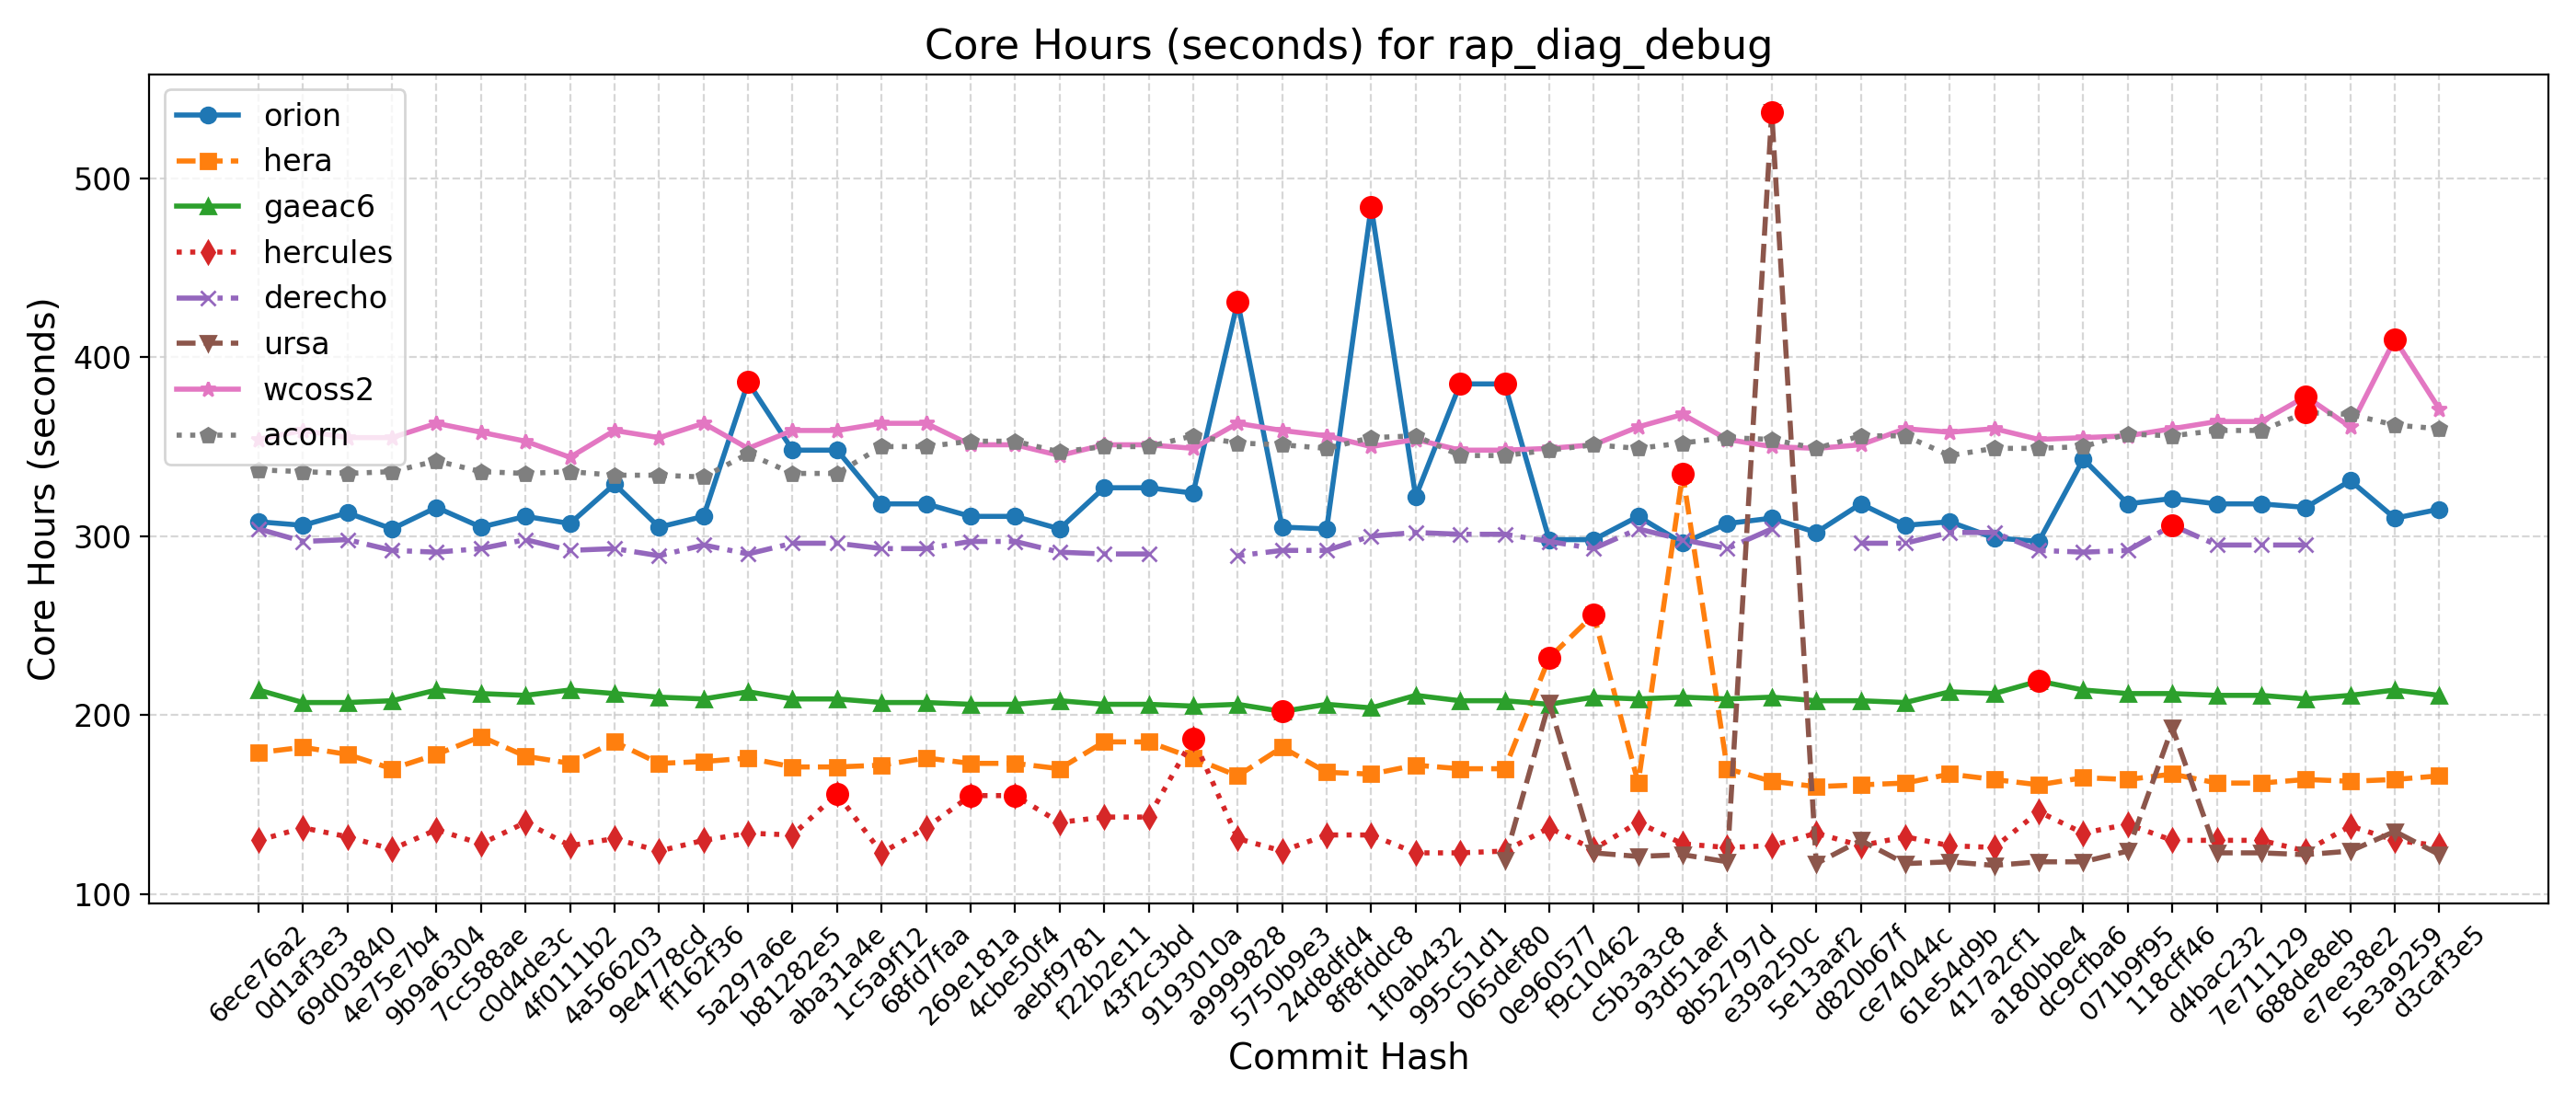 Core Hours (seconds) for rap_diag_debug
Core Hours (seconds)
500
400
300
200
100
orion
hera
gaeac6
hercules
derecho
ursa
wcoss2
acorn
6ece76a2
0d1af3e3
69d03840
4e75e7b4
9b9a6304
7cc588ae
c0d4de3c
4f0111b2
4a566203
9e4778cd
ff162f36
5a297a6e
b81282e5
aba31a4e
1c5a9f12
68fd7faa
269e181a
4cbe50f4
aebf9781
f22b2e11
43f2c3bd
9193010a
a9999828
5750b9e3
24d8dfd4
8f8fddc8
1f0ab432
995c51d1
065def80
0e960577
f9c10462
c5b3a3c8
93d51aef
8b52797d
e39a250c
5e13aaf2
d820b67f
ce74044c
61e54d9b
417a2cf1
a180bbe4
dc9cfba6
071b9f95
118cff46
d4bac232
7e711129
688de8eb
e7ee38e2
5e3a9259
d3caf3e5
Commit Hash